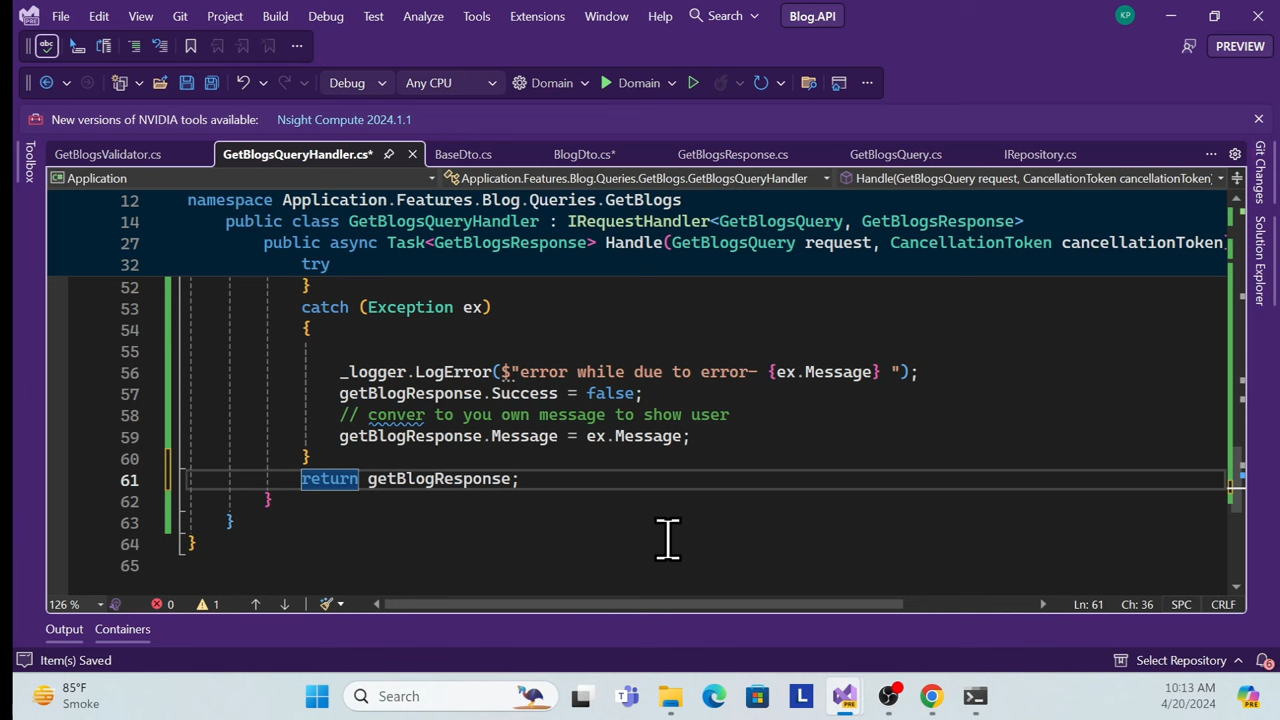 File Edit View Git Project Build Debug Test Analyze Tools Extensions Window Help Search Blog.API KP
PREVIEW
Debug Any CPU Domain Domain
New versions of NVIDIA tools available: Nsight Compute 2024.1.1
Toolbox
GetBlogsValidator.cs GetBlogsQueryHandler.cs* BaseDto.cs BlogDto.cs* GetBlogsResponse.cs GetBlogsQuery.cs IRepository.cs
Application Application.Features.Blog.Queries.GetBlogs.GetBlogsQueryHandler Handle(GetBlogsQuery request, CancellationToken cancellationToken)
12 namespace Application.Features.Blog.Queries.GetBlogs
14 public class GetBlogsQueryHandler : IRequestHandler<GetBlogsQuery, GetBlogsResponse>
27 public async Task<GetBlogsResponse> Handle(GetBlogsQuery request, CancellationToken cancellationToken
32 try
52 }
53 catch (Exception ex)
54 {
55
56 _logger.LogError($"error while due to error- {ex.Message} ");
57 getBlogResponse.Success = false;
58 // conver to you own message to show user
59 getBlogResponse.Message = ex.Message;
60 }
61 return getBlogResponse;
62 }
63 }
64 }
65
Git Changes
Solution Explorer
126 % 0 1 Ln: 61 Ch: 36 SPC CRLF
Output Containers
Item(s) Saved Select Repository 6
85°F
Smoke
Search
PRE
10:13 AM
4/20/2024
PRE